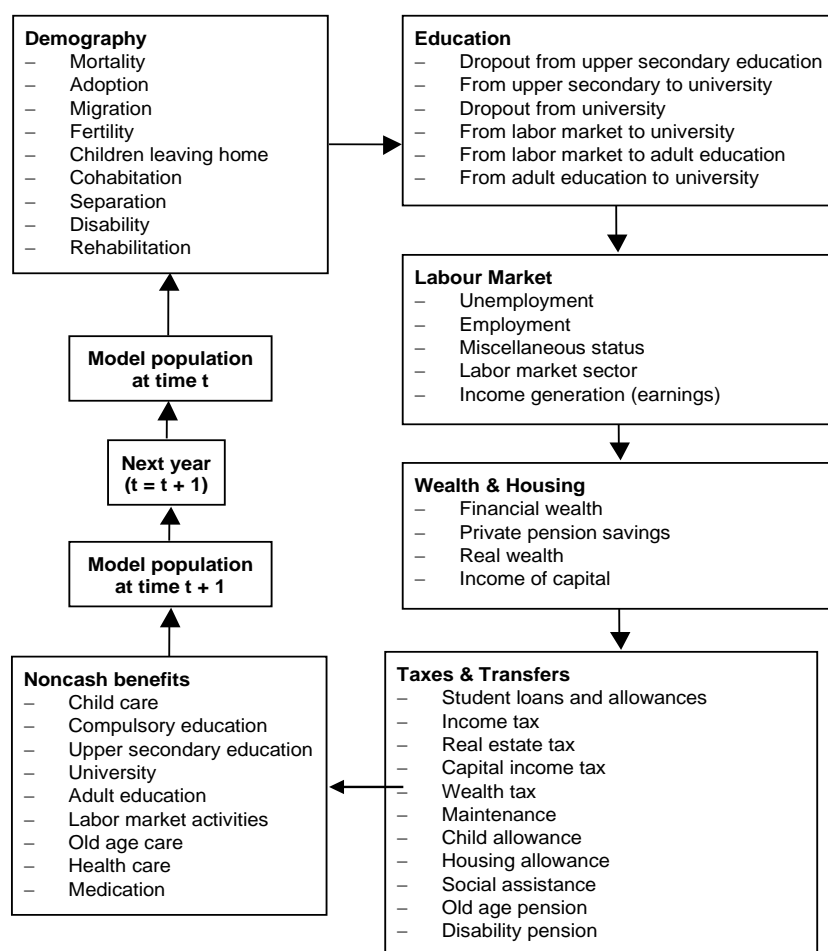 Demography
– Mortality
– Adoption
– Migration
– Fertility
– Children leaving home
– Cohabitation
– Separation
– Disability
– Rehabilitation
Education
– Dropout from upper secondary education
– From upper secondary to university
– Dropout from university
– From labor market to university
– From labor market to adult education
– From adult education to university
Labour Market
– Unemployment
– Employment
– Miscellaneous status
– Labor market sector
– Income generation (earnings)
Wealth & Housing
– Financial wealth
– Private pension savings
– Real wealth
– Income of capital
Taxes & Transfers
– Student loans and allowances
– Income tax
– Real estate tax
– Capital income tax
– Wealth tax
– Maintenance
– Child allowance
– Housing allowance
– Social assistance
– Old age pension
– Disability pension
Noncash benefits
– Child care
– Compulsory education
– Upper secondary education
– University
– Adult education
– Labor market activities
– Old age care
– Health care
– Medication
Model population
at time t + 1
Next year
(t = t + 1)
Model population
at time t